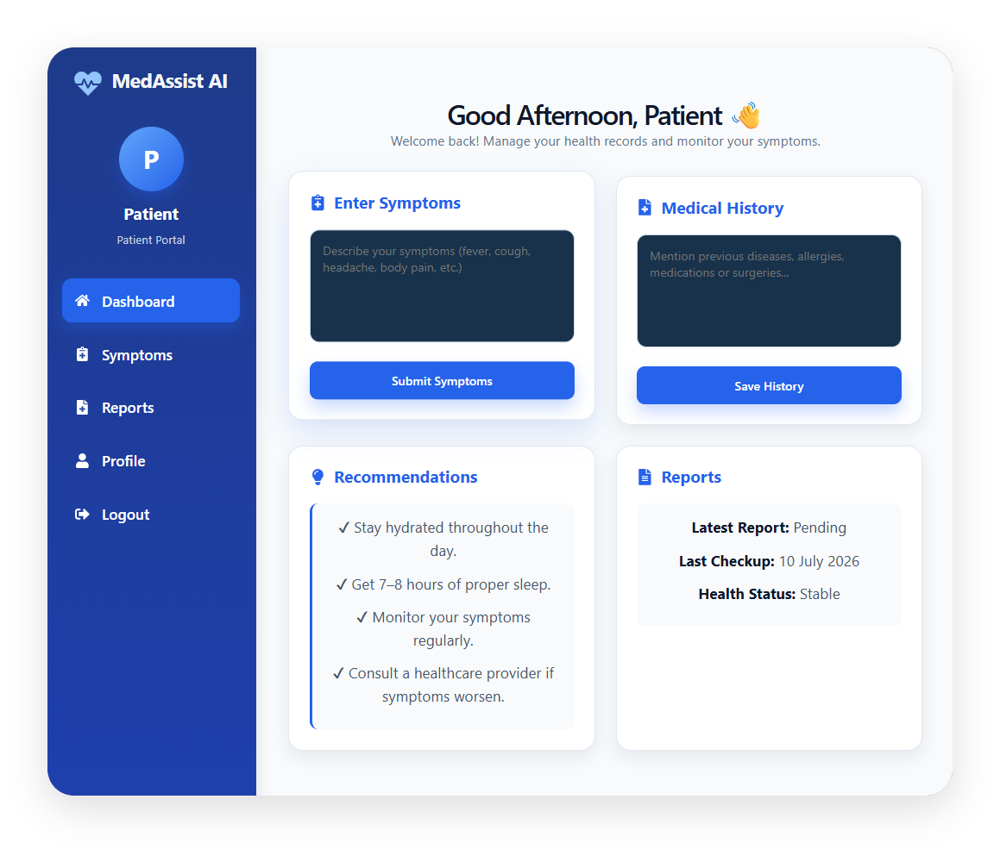 MedAssist AI
P
Patient
Patient Portal
Dashboard
Symptoms
Reports
Profile
Logout
Good Afternoon, Patient 👋
Welcome back! Manage your health records and monitor your symptoms.
Enter Symptoms
Describe your symptoms (fever, cough,
headache, body pain, etc.)
Submit Symptoms
Medical History
Mention previous diseases, allergies,
medications or surgeries...
Save History
Recommendations
✓ Stay hydrated throughout the
day.
✓ Get 7–8 hours of proper sleep.
✓ Monitor your symptoms
regularly.
✓ Consult a healthcare provider if
symptoms worsen.
Reports
Latest Report: Pending
Last Checkup: 10 July 2026
Health Status: Stable